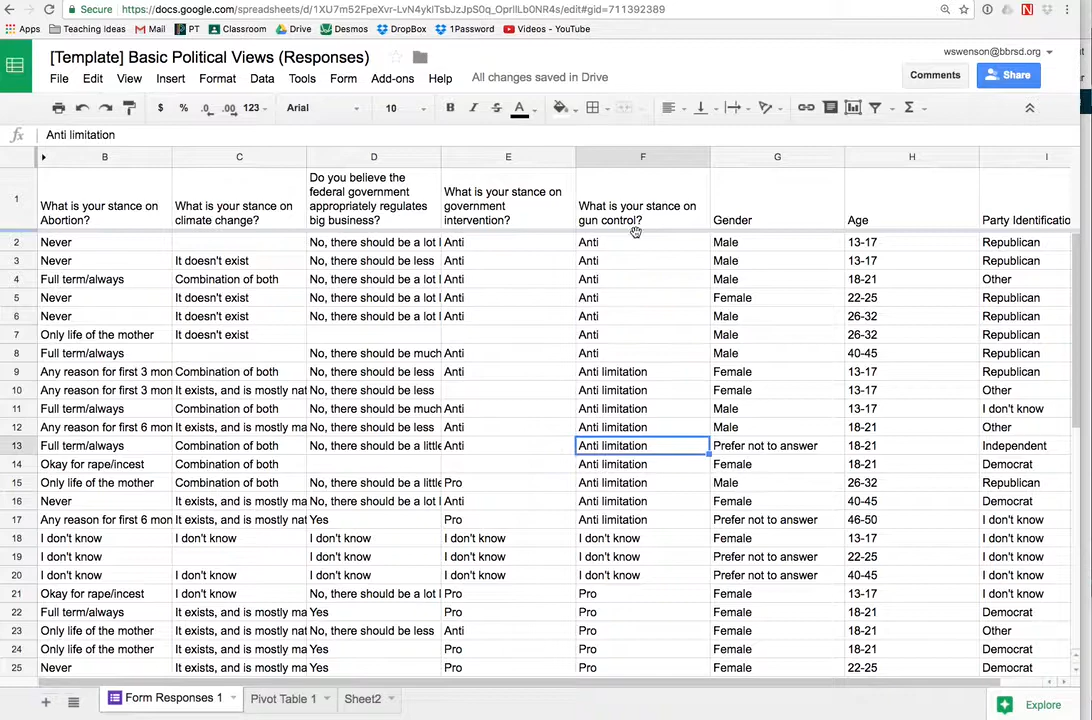 Secure https://docs.google.com/spreadsheets/d/1XU7m52FpeXvr-LvN4yklTsbJzJpS0q_OprllLb0NR4s/edit#gid=711392389
Apps Teaching Ideas Mail PT Classroom Drive Desmos DropBox 1Password Videos - YouTube
[Template] Basic Political Views (Responses)
wswenson@bbrsd.org
File Edit View Insert Format Data Tools Form Add-ons Help All changes saved in Drive
Comments Share
$ % .0 .00 123 Arial 10 B I S A
fx Anti limitation
B C D E F G H I
1 What is your stance on Abortion? What is your stance on climate change? Do you believe the federal government appropriately regulates big business? What is your stance on government intervention? What is your stance on gun control? Gender Age Party Identificatio
2 Never No, there should be a lot l Anti Anti Male 13-17 Republican
3 Never It doesn't exist No, there should be less Anti Anti Male 13-17 Republican
4 Full term/always Combination of both No, there should be a lot l Anti Anti Male 18-21 Other
5 Never It doesn't exist No, there should be a lot l Anti Anti Female 22-25 Republican
6 Never It doesn't exist No, there should be a lot l Anti Anti Male 26-32 Republican
7 Only life of the mother It doesn't exist Anti Male 26-32 Republican
8 Full term/always No, there should be much Anti Anti Male 40-45 Republican
9 Any reason for first 3 mon Combination of both No, there should be less Anti Anti limitation Female 13-17 Republican
10 Any reason for first 3 mon It exists, and is mostly nat No, there should be less Anti limitation Female 13-17 Other
11 Full term/always Combination of both No, there should be much Anti Anti limitation Male 13-17 I don't know
12 Any reason for first 6 mon It exists, and is mostly ma No, there should be less Anti Anti limitation Male 18-21 Other
13 Full term/always Combination of both No, there should be a little Anti Anti limitation Prefer not to answer 18-21 Independent
14 Okay for rape/incest Combination of both Anti limitation Female 18-21 Democrat
15 Only life of the mother Combination of both No, there should be a little Pro Anti limitation Male 26-32 Republican
16 Never It exists, and is mostly ma No, there should be a lot l Anti Anti limitation Female 40-45 Democrat
17 Any reason for first 6 mon It exists, and is mostly nat Yes Pro Anti limitation Prefer not to answer 46-50 I don't know
18 I don't know I don't know I don't know I don't know I don't know Female 13-17 I don't know
19 I don't know I don't know I don't know I don't know Prefer not to answer 22-25 I don't know
20 I don't know I don't know I don't know I don't know I don't know Prefer not to answer 40-45 I don't know
21 Okay for rape/incest I don't know No, there should be a lot l Pro Pro Female 13-17 I don't know
22 Full term/always It exists, and is mostly ma Yes Pro Pro Female 18-21 Democrat
23 Only life of the mother It exists, and is mostly nat No, there should be less Anti Pro Female 18-21 Other
24 Only life of the mother It exists, and is mostly ma Yes Pro Pro Female 18-21 Democrat
25 Never It exists, and is mostly ma Yes Pro Pro Female 22-25 Democrat
Form Responses 1 Pivot Table 1 Sheet2 Explore